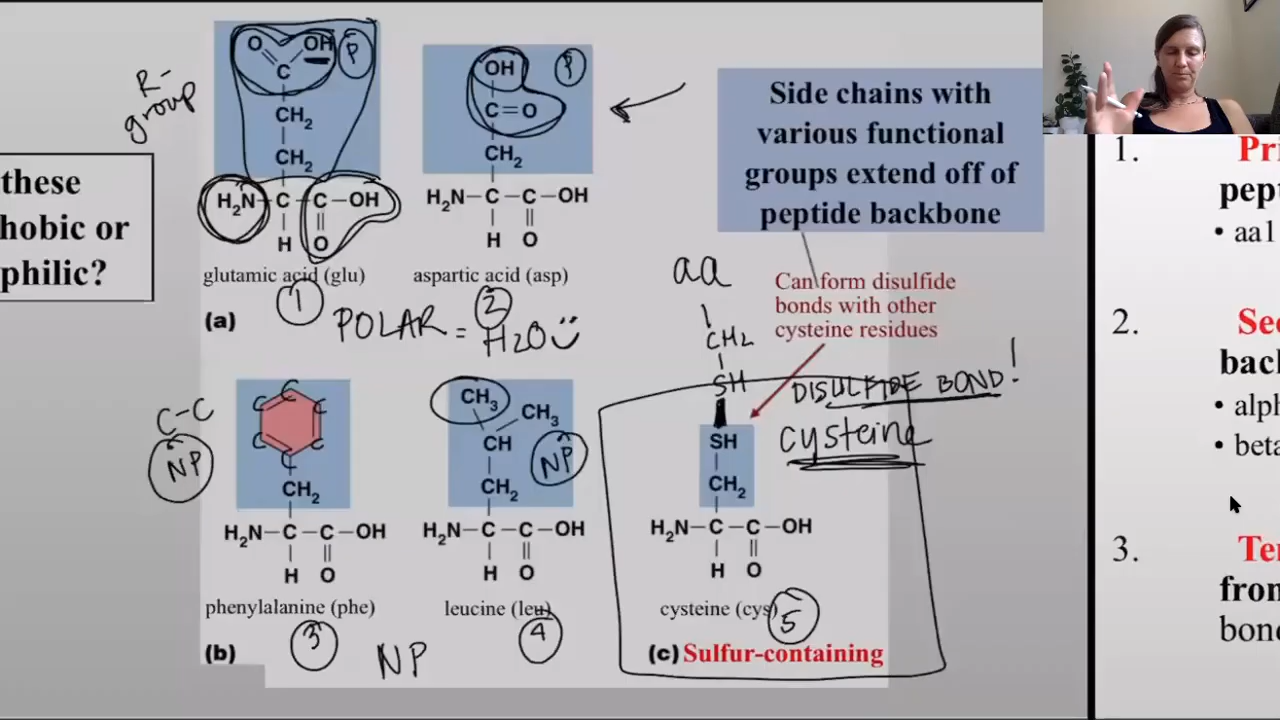 R-
group
these
hobic or
philic?
O OH P
C
CH₂
CH₂
H₂N–C–C–OH
H O
glutamic acid (glu)
1
OH P
C=O
CH₂
H₂N–C–C–OH
H O
aspartic acid (asp)
2
(a)
POLAR = H2O
Side chains with
various functional
groups extend off of
peptide backbone
Can form disulfide
bonds with other
cysteine residues
aa
CH2
SH
DISULFIDE BOND!
cysteine
C-C
NP
C
C C
C C
C
CH₂
H₂N–C–C–OH
H O
phenylalanine (phe)
3
(b)
NP
CH₃
CH₃
CH
NP
CH₂
H₂N–C–C–OH
H O
leucine (leu)
4
SH
CH₂
H₂N–C–C–OH
H O
cysteine (cys)
5
(c) Sulfur-containing
1. Pri
pept
• aa1
2. Sec
back
• alph
• beta
3. Ter
from
bond